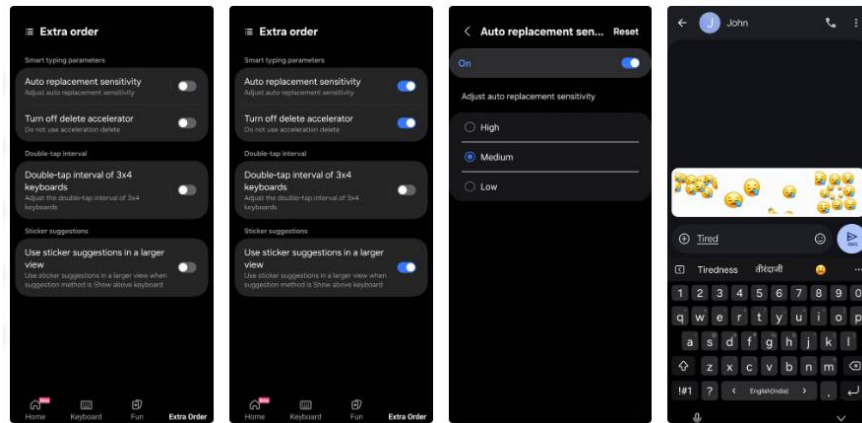 Extra order
Smart typing parameters
Auto replacement sensitivity
Adjust auto replacement sensitivity
Turn off delete accelerator
Do not use acceleration delete
Double-tap interval
Double-tap interval of 3x4
keyboards
Adjust the double-tap interval of 3x4
keyboards
Sticker suggestions
Use sticker suggestions in a larger
view
Use sticker suggestions in a larger view when
suggestion method is Show above keyboard
Beta
Home Keyboard Fun Extra Order
Extra order
Smart typing parameters
Auto replacement sensitivity
Adjust auto replacement sensitivity
Turn off delete accelerator
Do not use acceleration delete
Double-tap interval
Double-tap interval of 3x4
keyboards
Adjust the double-tap interval of 3x4
keyboards
Sticker suggestions
Use sticker suggestions in a larger
view
Use sticker suggestions in a larger view when
suggestion method is Show above keyboard
Beta
Home Keyboard Fun Extra Order
Auto replacement sen... Reset
On
Adjust auto replacement sensitivity
High
Medium
Low
J John
Tired
Tiredness तीरंदाजी
1 2 3 4 5 6 7 8 9 0
q w e r t y u i o p
a s d f g h j k l
z x c v b n m
!#1 ? English(India) .